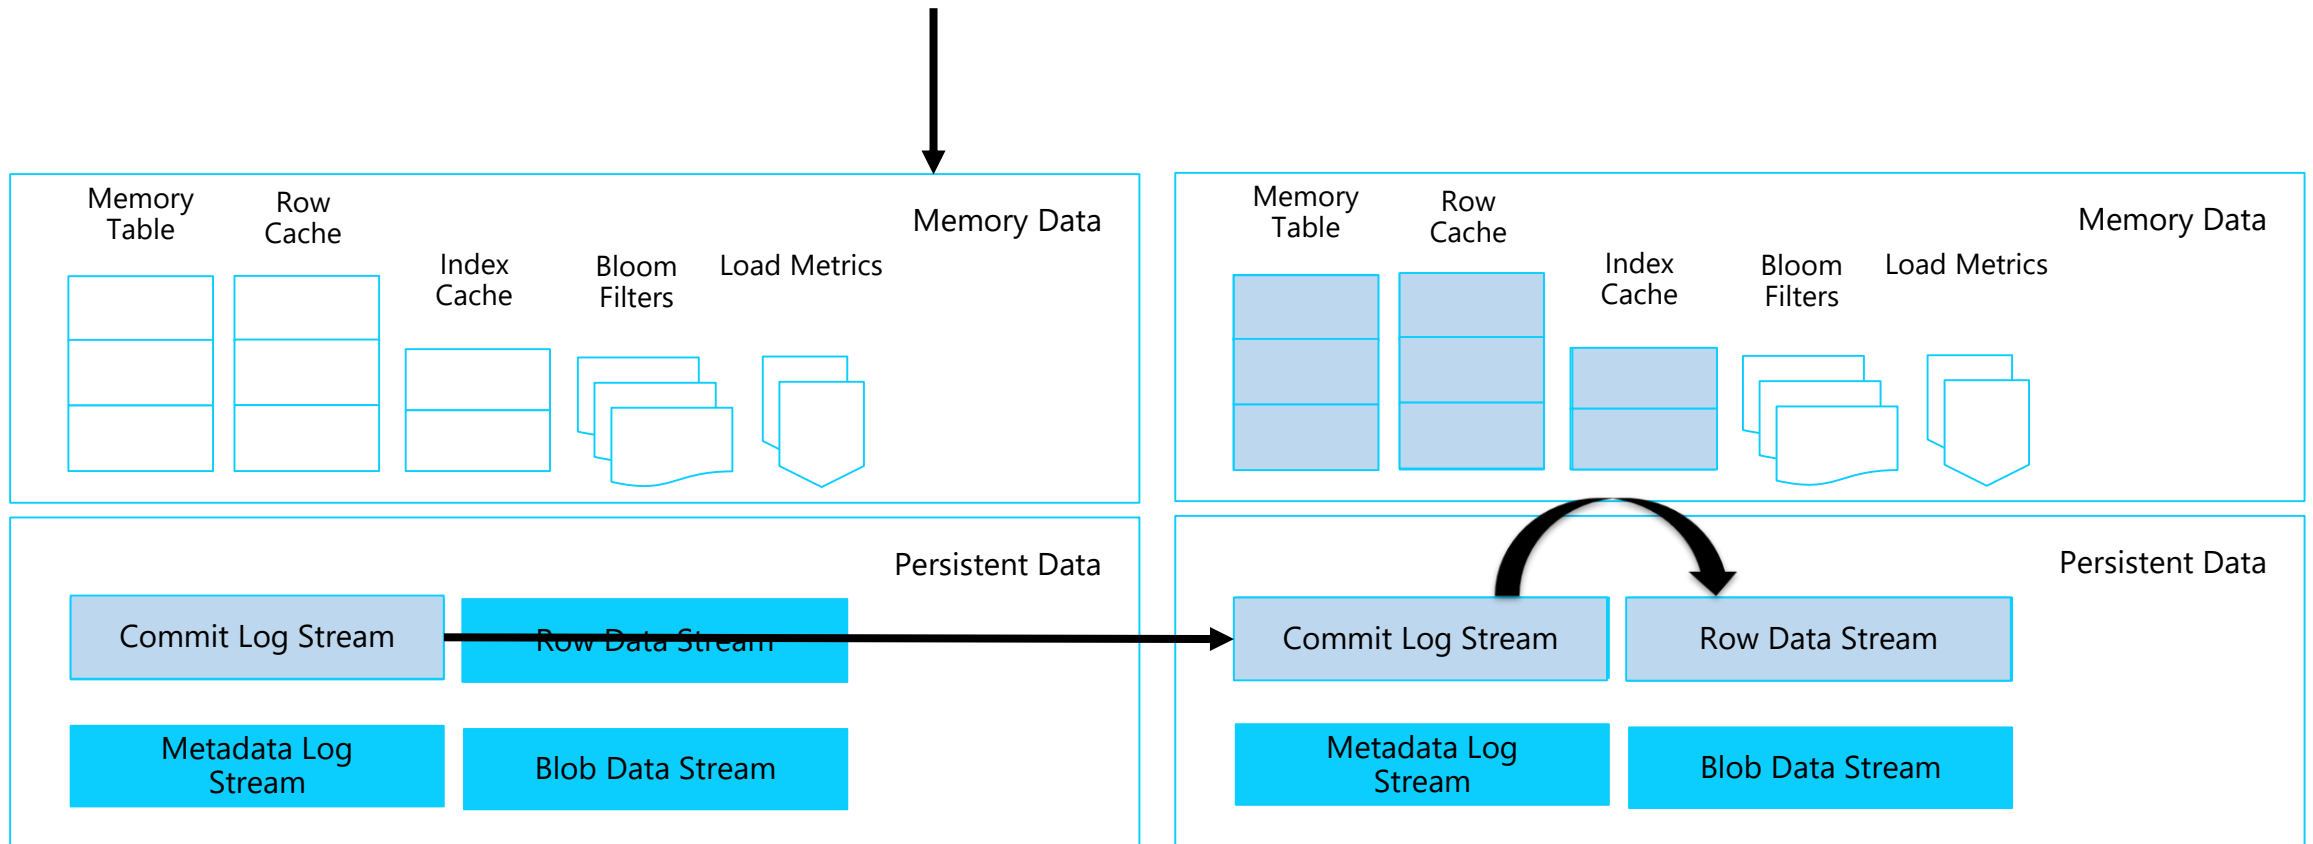 Memory
Table
Row
Cache
Index
Cache
Bloom
Filters
Load Metrics
Memory Data
Persistent Data
Commit Log Stream
Row Data Stream
Metadata Log
Stream
Blob Data Stream
Memory
Table
Row
Cache
Index
Cache
Bloom
Filters
Load Metrics
Memory Data
Persistent Data
Commit Log Stream
Row Data Stream
Metadata Log
Stream
Blob Data Stream